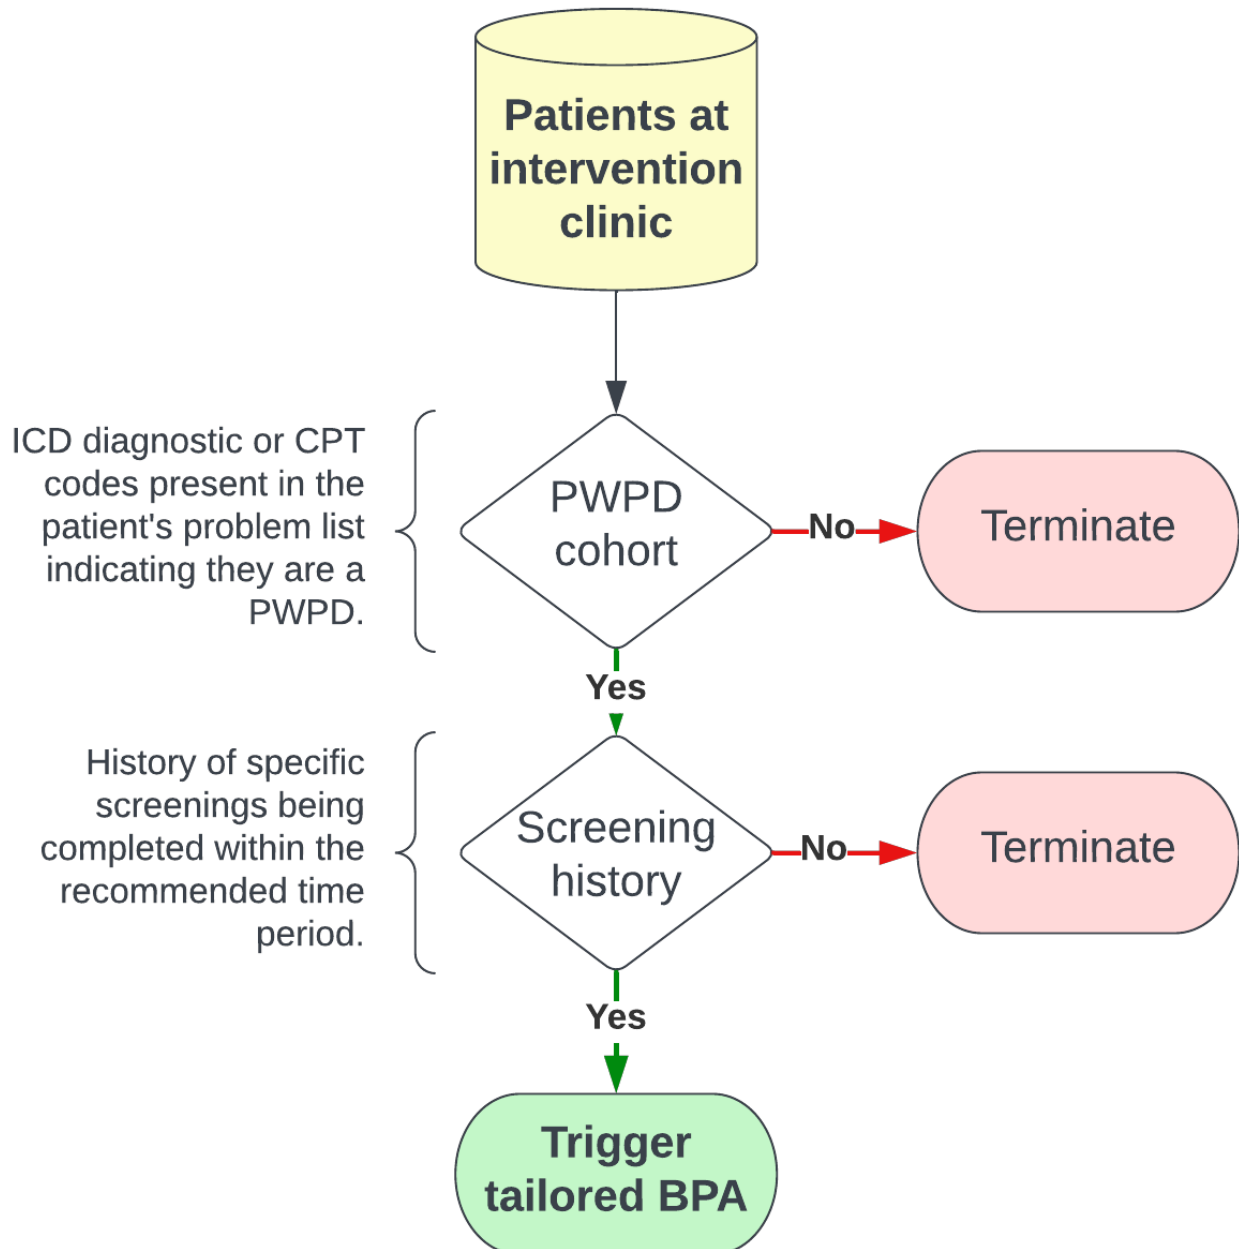 Patients at
intervention
clinic
ICD diagnostic or CPT
codes present in the
patient's problem list
indicating they are a
PWPD.
PWPD
cohort
No
Terminate
Yes
History of specific
screenings being
completed within the
recommended time
period.
Screening
history
No
Terminate
Yes
Trigger
tailored BPA